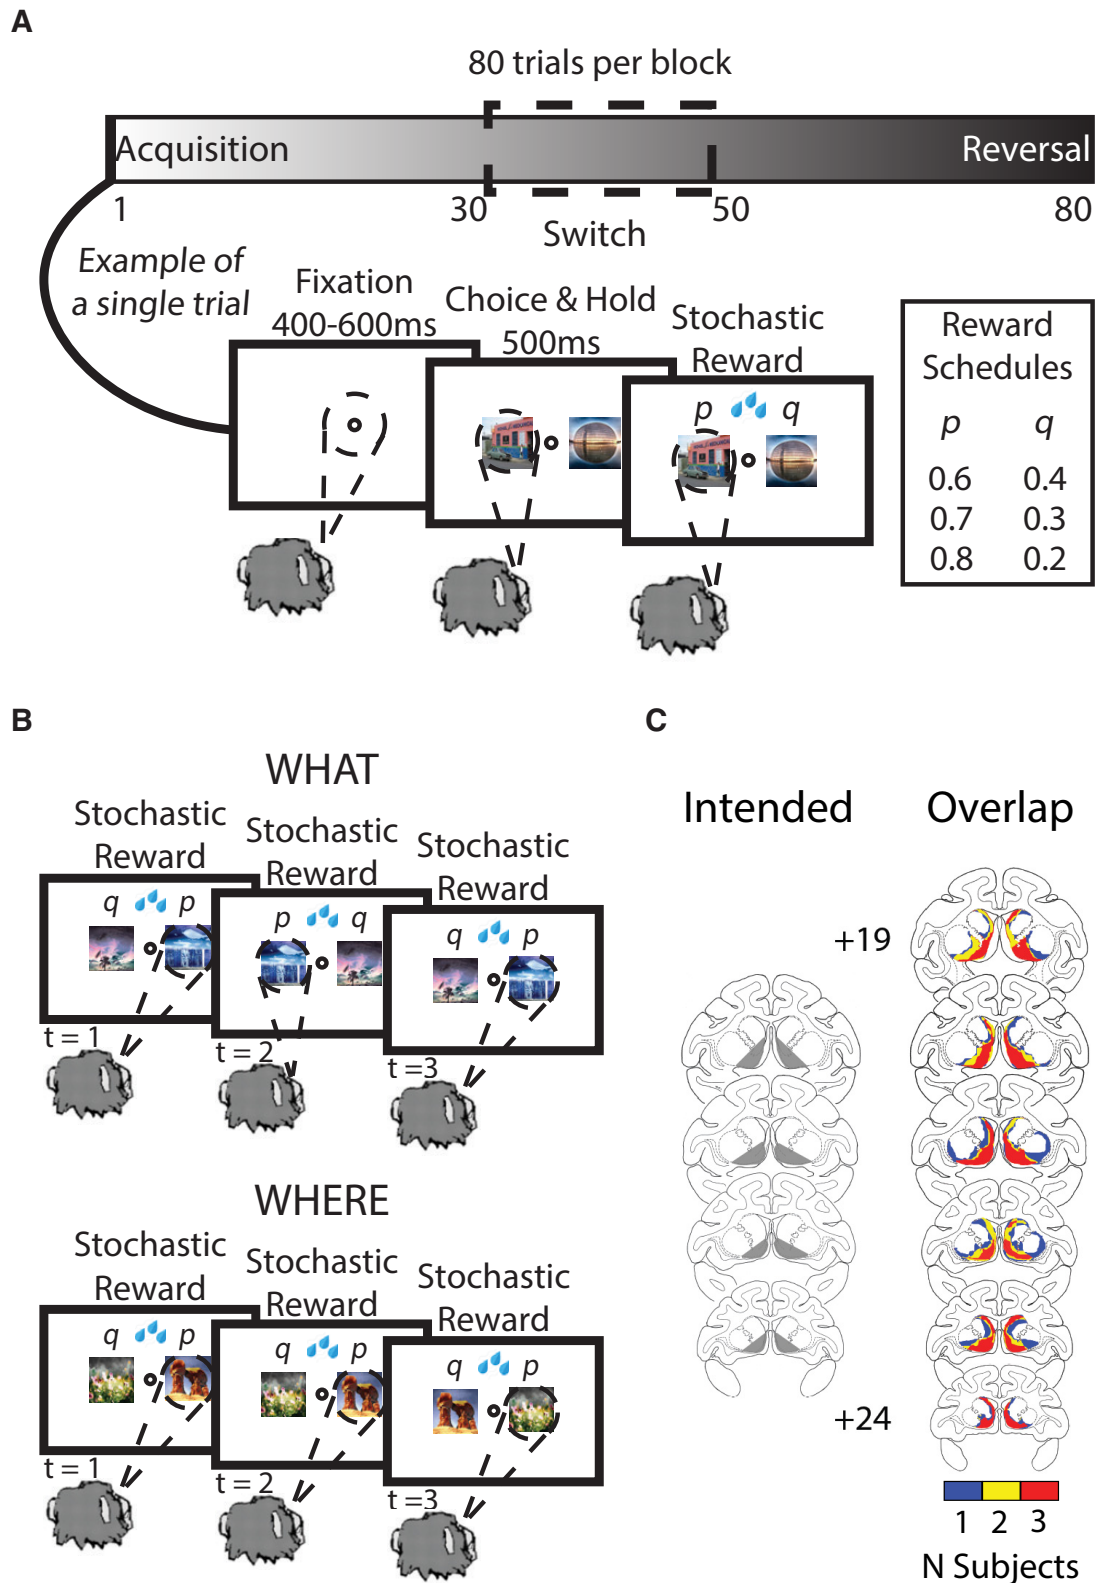 A
80 trials per block
Acquisition
Reversal
1
30
50
80
Switch
Example of
a single trial
Fixation
400-600ms
Choice & Hold
500ms
Stochastic
Reward
p q
Reward
Schedules
p q
0.6 0.4
0.7 0.3
0.8 0.2
B
WHAT
Stochastic
Reward
q p
t = 1
Stochastic
Reward
p q
t = 2
Stochastic
Reward
q p
t =3
WHERE
Stochastic
Reward
q p
t = 1
Stochastic
Reward
q p
t = 2
Stochastic
Reward
q p
t =3
C
Intended
Overlap
+19
+24
1 2 3
N Subjects